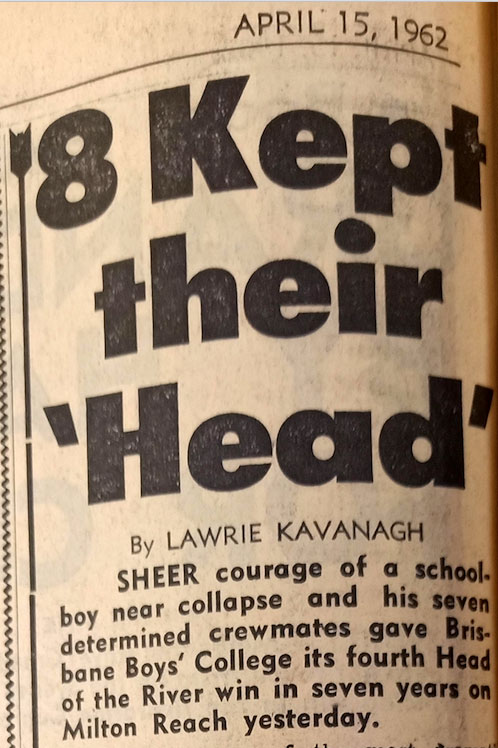 APRIL 15, 1962
8 Kept
their
'Head'
By LAWRIE KAVANAGH
SHEER courage of a school-
boy near collapse and his seven
determined crewmates gave Bris-
bane Boys' College its fourth Head
of the River win in seven years on
Milton Reach yesterday.